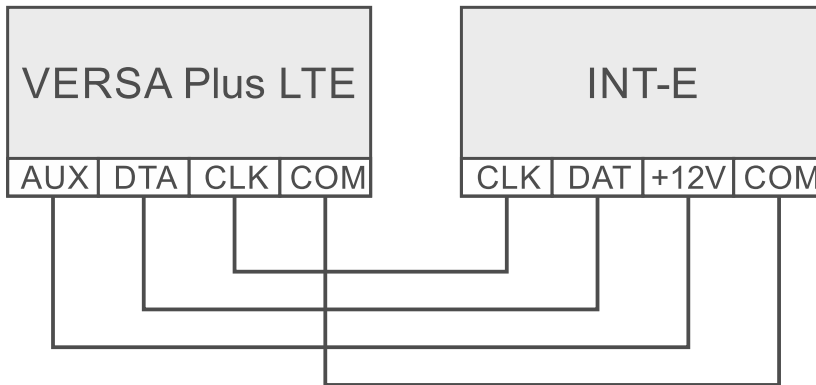 VERSA Plus LTE
AUX DTA CLK COM
INT-E
CLK DAT +12V COM